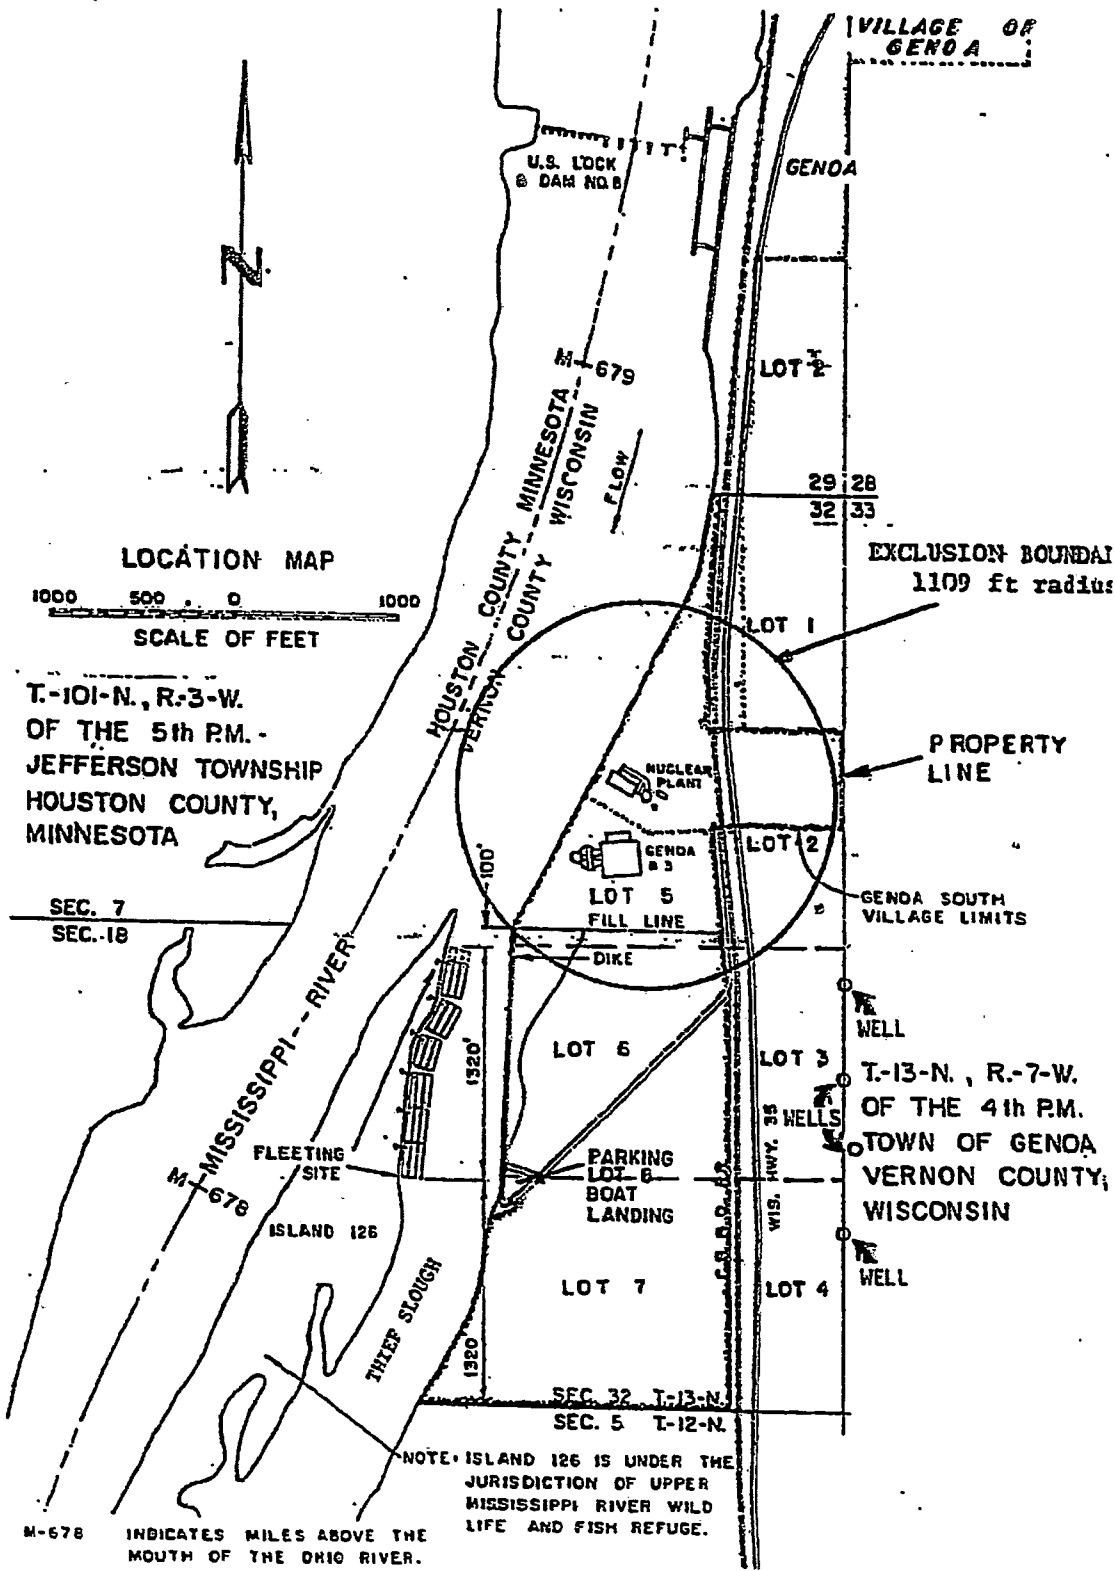 VILLAGE OF
GENOA
U.S. LOCK
& DAM NO. 8
GENOA
N
M 679
LOT 2
MINNESOTA
WISCONSIN
FLOW
29 28
32 33
LOCATION MAP
1000 500 0 1000
SCALE OF FEET
EXCLUSION BOUNDAI
1109 ft radius
HOUSTON COUNTY
VERNON COUNTY
LOT 1
T.-101-N., R.-3-W.
OF THE 5th P.M.-
JEFFERSON TOWNSHIP
HOUSTON COUNTY,
MINNESOTA
PROPERTY
LINE
NUCLEAR
PLANT
GENOA
# 3
LOT 2
LOT 5
100'
FILL LINE
GENOA SOUTH
VILLAGE LIMITS
SEC. 7
SEC.-18
DIKE
MISSISSIPPI--RIVER
WELL
LOT 6
1320'
LOT 3
T.-13-N., R.-7-W.
OF THE 4th P.M.
TOWN OF GENOA
VERNON COUNTY,
WISCONSIN
WELLS
WIS. HWY. 35
FLEETING
SITE
PARKING
LOT &
BOAT
LANDING
M 678
ISLAND 126
WELL
LOT 7
LOT 4
THIEF SLOUGH
1320'
SEC. 32 T.-13-N.
SEC. 5 T.-12-N.
NOTE: ISLAND 126 IS UNDER THE
JURISDICTION OF UPPER
MISSISSIPPI RIVER WILD
LIFE AND FISH REFUGE.
M-678 INDICATES MILES ABOVE THE
MOUTH OF THE OHIO RIVER.